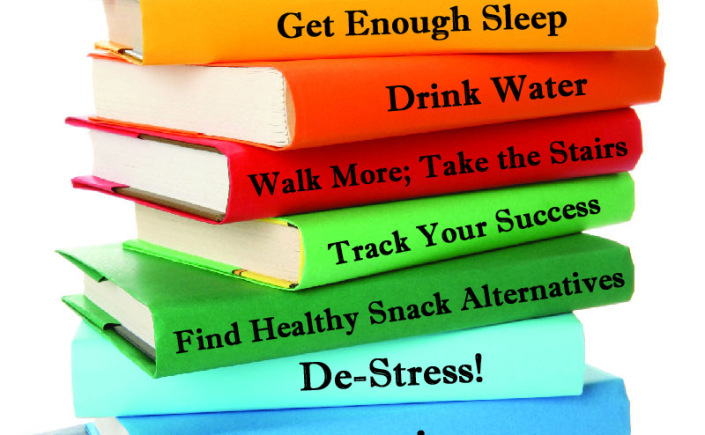 Get Enough Sleep
Drink Water
Walk More; Take the Stairs
Track Your Success
Find Healthy Snack Alternatives
De-Stress!